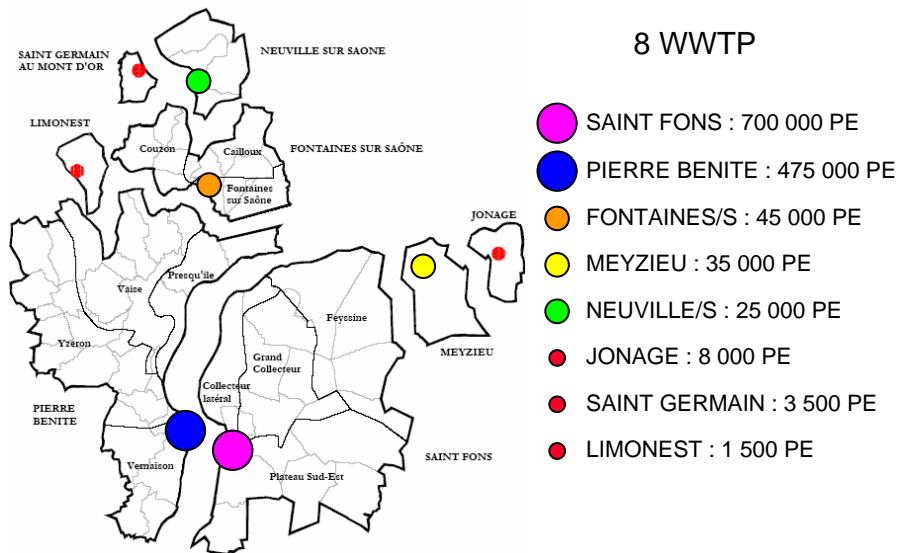 8 WWTP
SAINT GERMAIN
AU MONT D'OR
NEUVILLE SUR SAONE
LIMONEST
Couzon
Cailloux
FONTAINES SUR SAÔNE
Fontaines
sur Saône
JONAGE
Presqu'ile
Vaise
Feyssine
Yzeron
MEYZIEU
Grand
Collecteur
Collecteur
latéral
PIERRE
BENITE
SAINT FONS
Vernaison
Plateau Sud-Est
SAINT FONS : 700 000 PE
PIERRE BENITE : 475 000 PE
FONTAINES/S : 45 000 PE
MEYZIEU : 35 000 PE
NEUVILLE/S : 25 000 PE
JONAGE : 8 000 PE
SAINT GERMAIN : 3 500 PE
LIMONEST : 1 500 PE